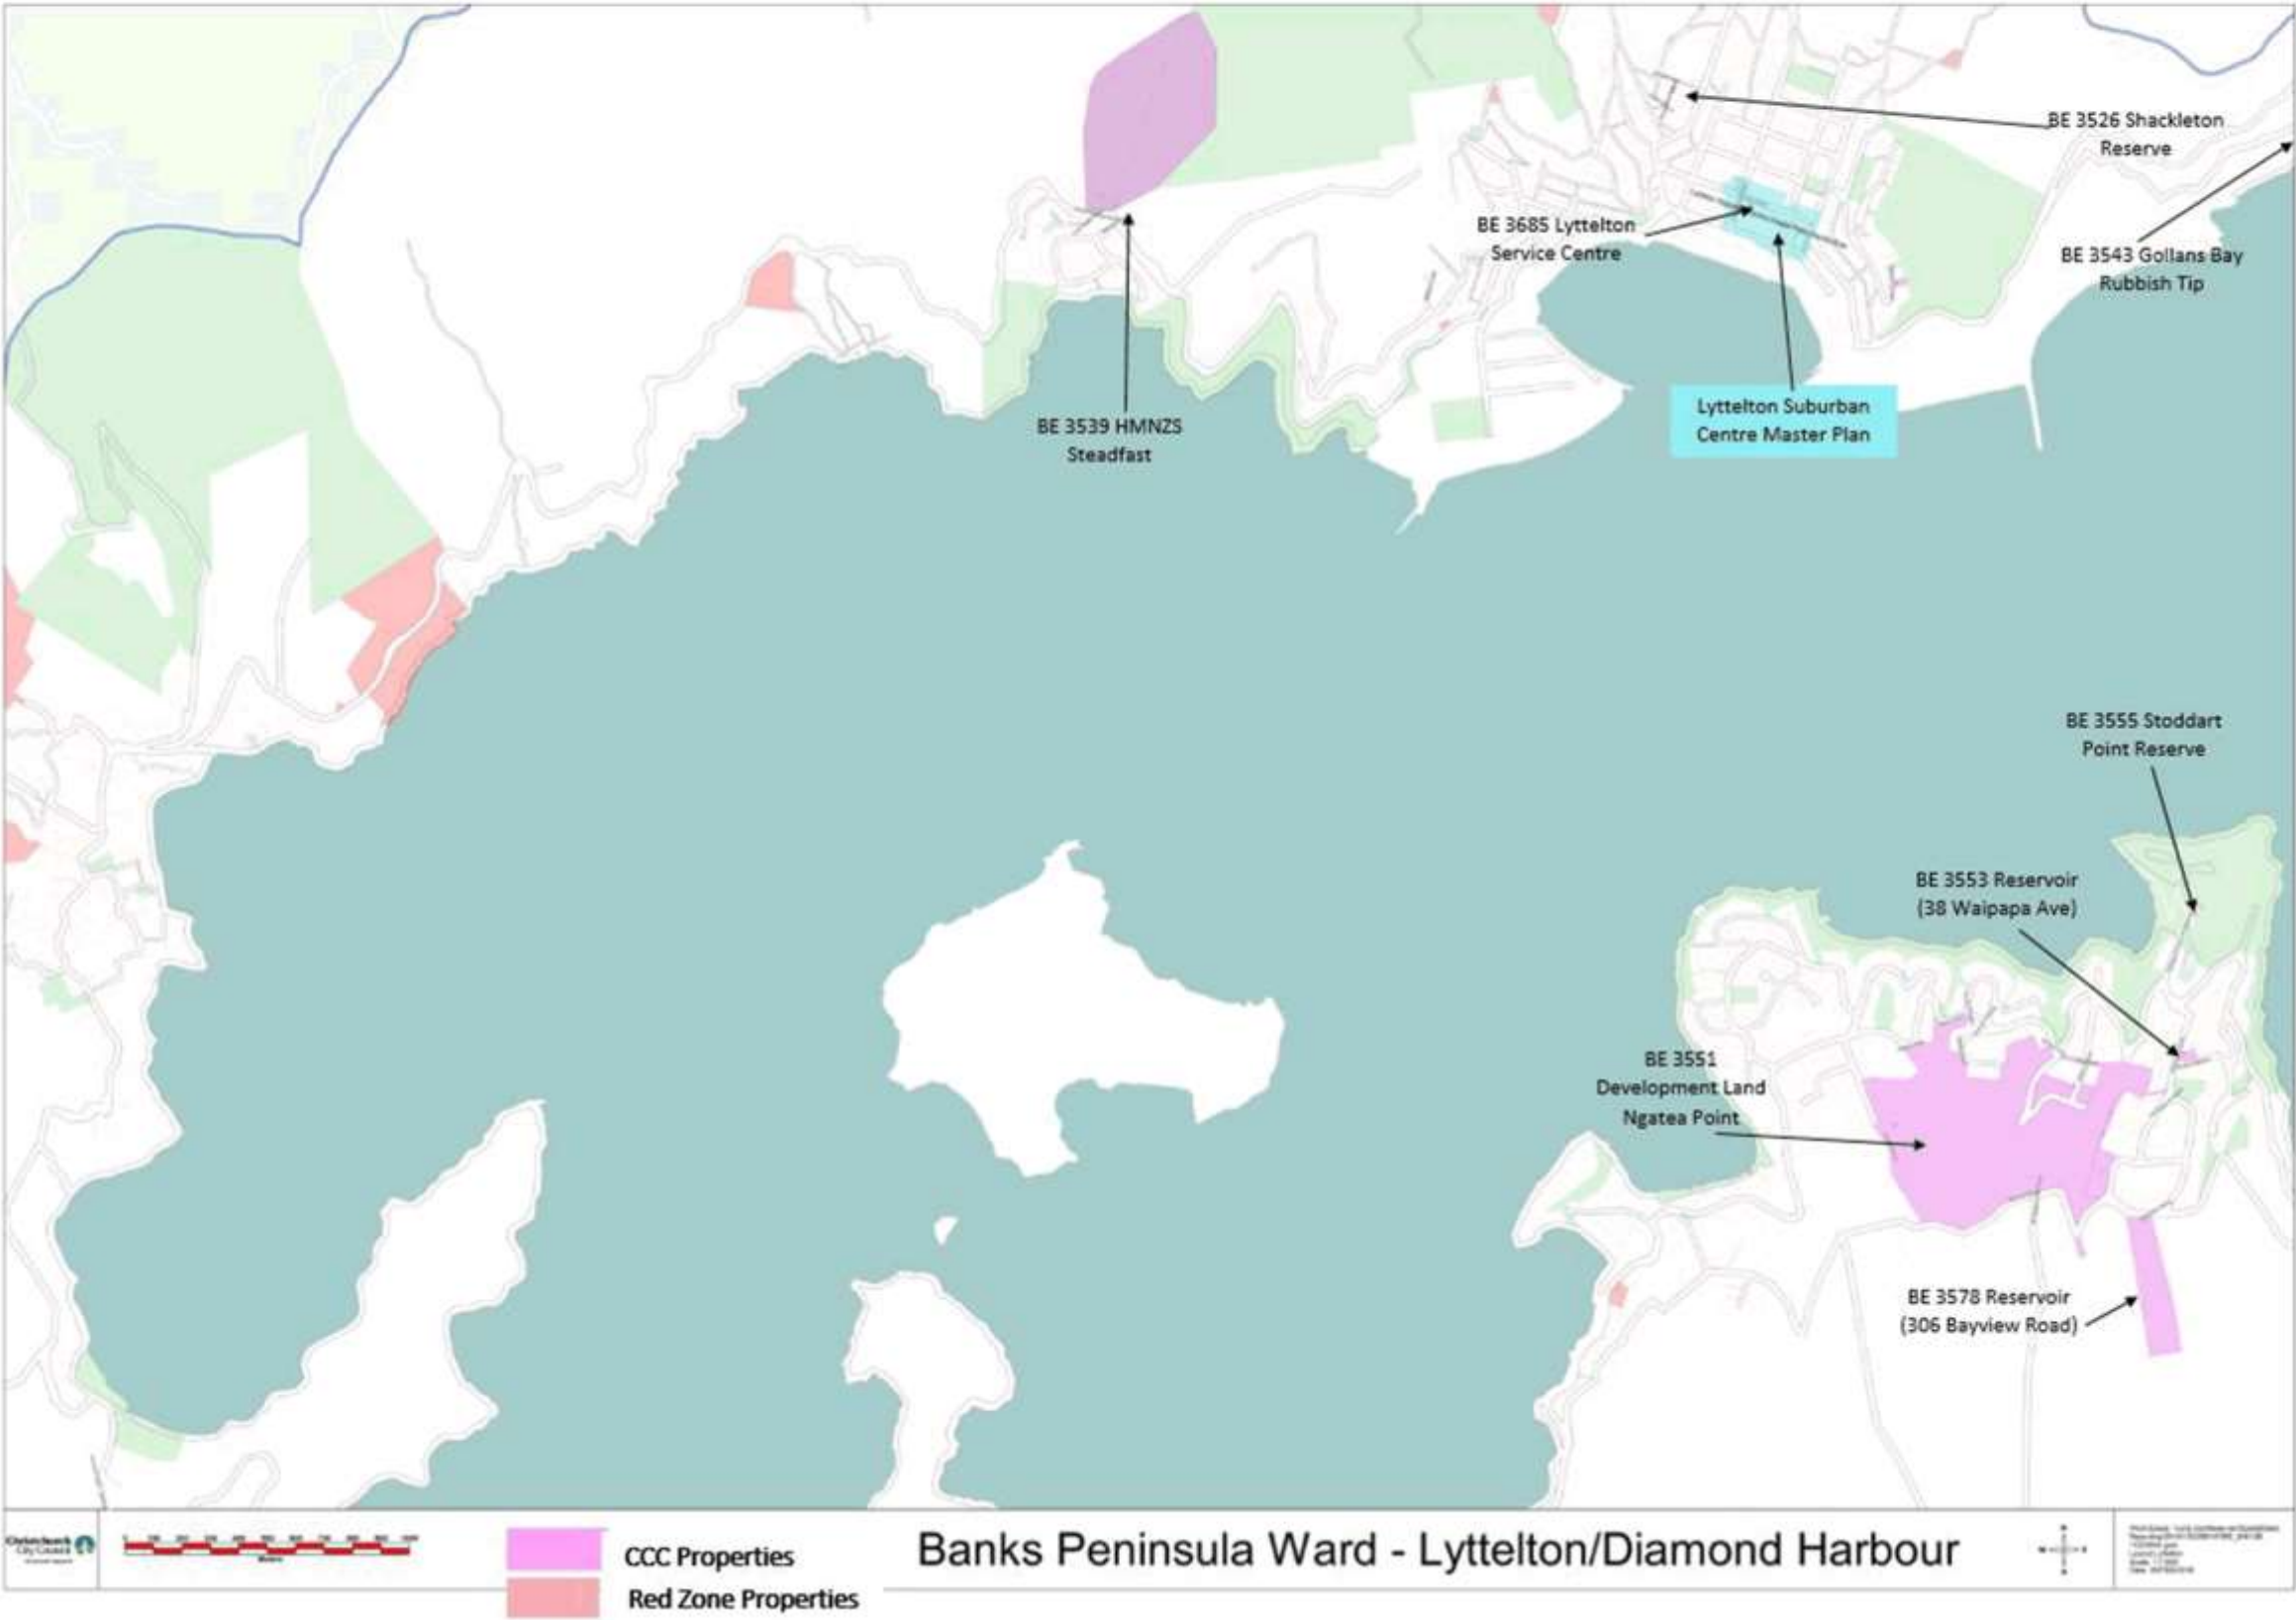 BE 3526 Shackleton
Reserve
BE 3685 Lyttelton
Service Centre
BE 3543 Gollans Bay
Rubbish Tip
Lyttelton Suburban
Centre Master Plan
BE 3539 HMNZS
Steadfast
BE 3555 Stoddart
Point Reserve
BE 3553 Reservoir
(38 Waipapa Ave)
BE 3551
Development Land
Ngatea Point
BE 3578 Reservoir
(306 Bayview Road)
Christchurch
City Council
CCC Properties
Red Zone Properties
Banks Peninsula Ward - Lyttelton/Diamond Harbour